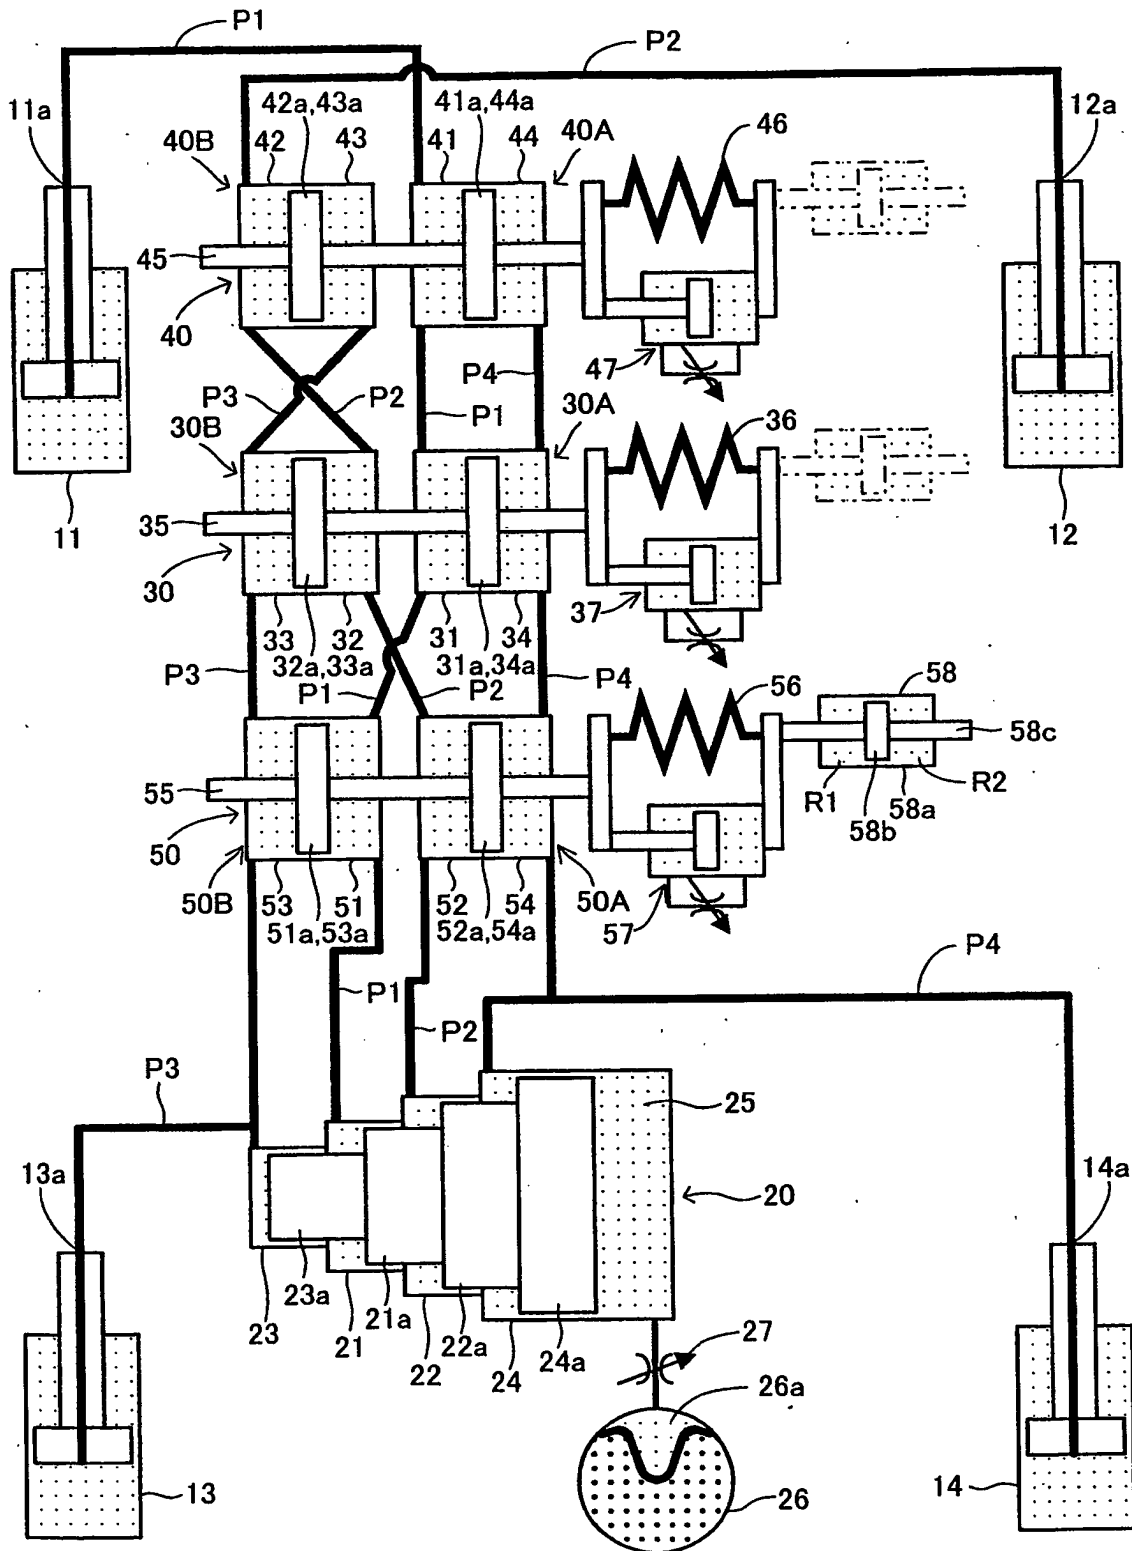 P1
P2
11a
42a,43a
41a,44a
46
12a
40B
42
43
41
44
40A
45
40
47
P4
P3
P2
P1
30B
30A
36
11
12
35
30
33
32
31
34
37
32a,33a
31a,34a
P3
P1
P2
P4
56
58
58c
55
R1
R2
58a
58b
50
50B
53
51
52
54
50A
51a,53a
52a,54a
57
P1
P2
P4
P3
25
13a
20
14a
23a
23
21a
21
22a
22
24a
24
27
26a
13
26
14